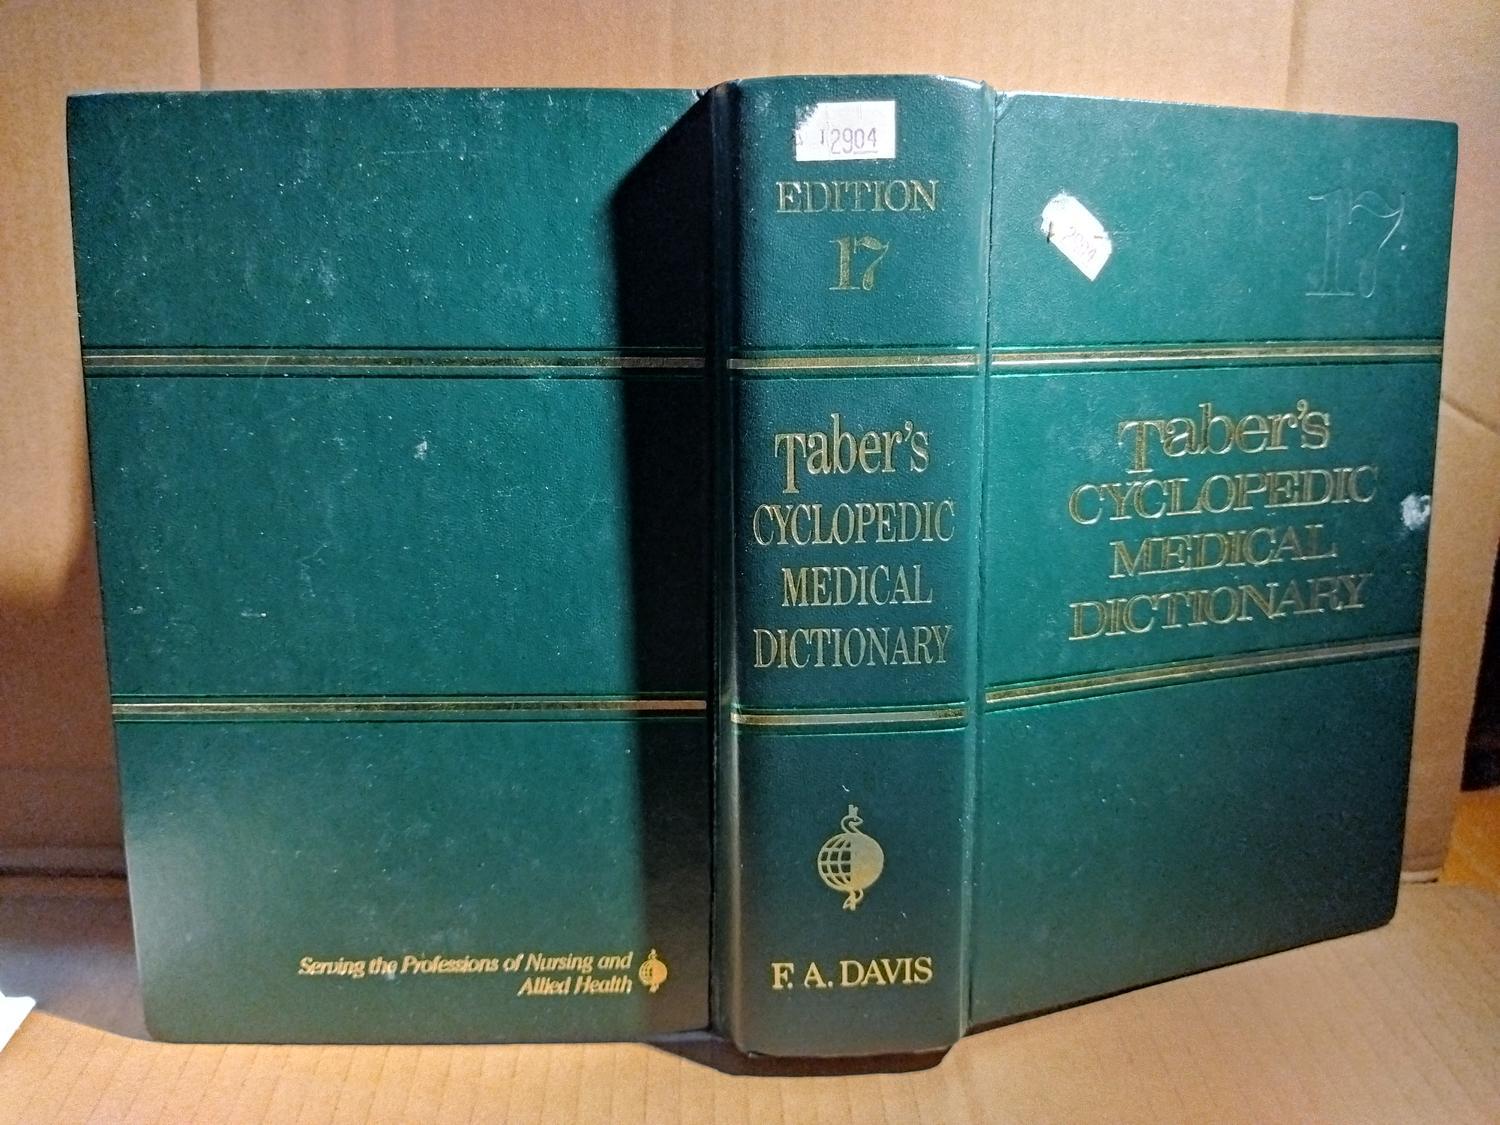 Serving the Professions of Nursing and
Allied Health
2904
EDITION
17
Taber's
CYCLOPEDIC
MEDICAL
DICTIONARY
F. A. DAVIS
17
Taber's
CYCLOPEDIC
MEDICAL
DICTIONARY